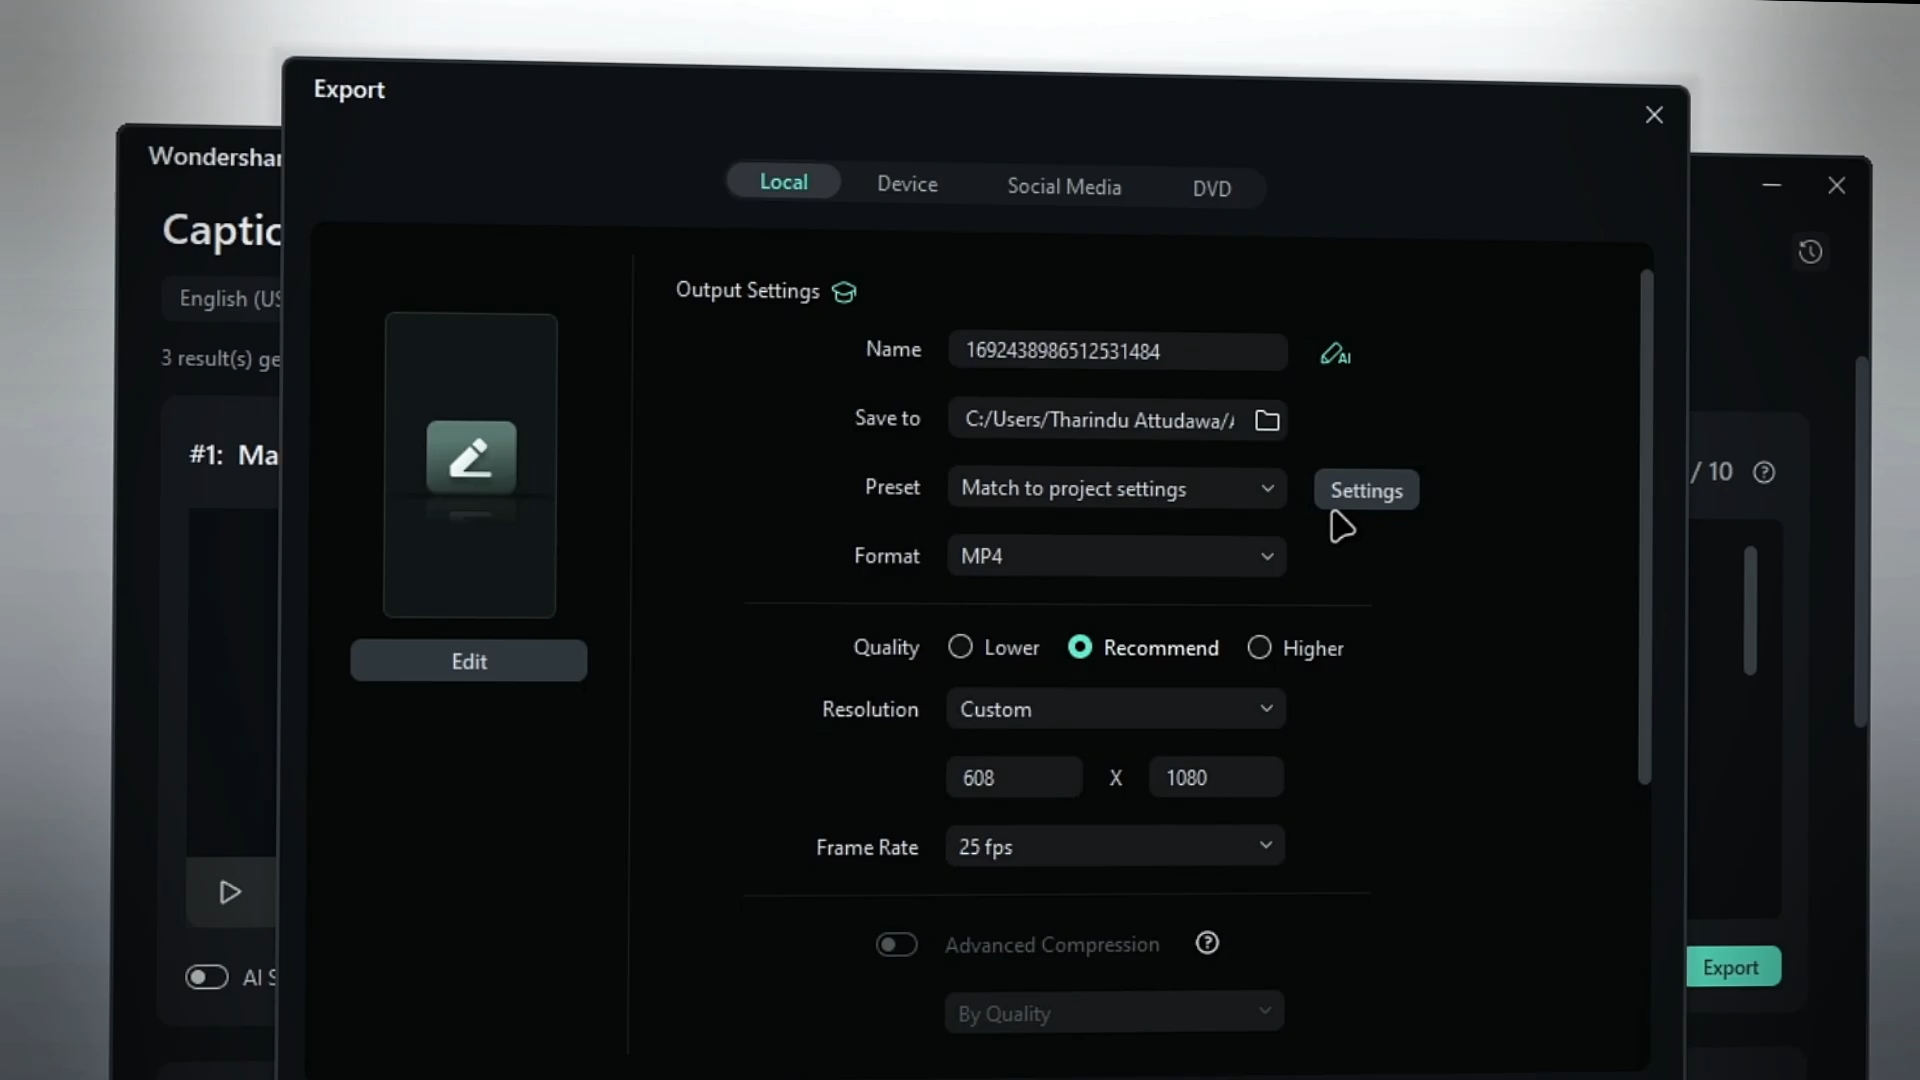 Export
Wondershar
Local
Device
Social Media
DVD
Captio
English (US
3 result(s) ge
#1: Ma
/ 10
Output Settings
Name
1692438986512531484
AI
Save to
C:/Users/Tharindu Attudawa//
Preset
Match to project settings
Settings
Format
MP4
Edit
Quality
Lower
Recommend
Higher
Resolution
Custom
608
X
1080
Frame Rate
25 fps
Advanced Compression
By Quality
AI S
Export